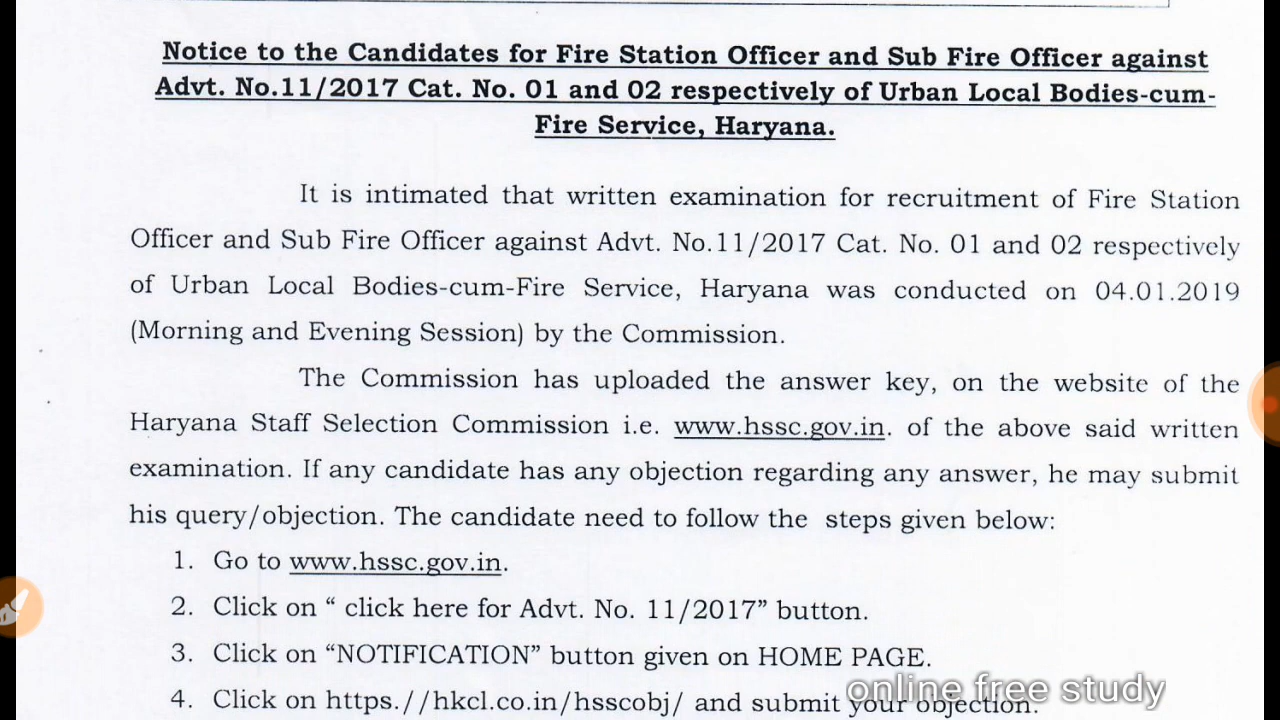 Notice to the Candidates for Fire Station Officer and Sub Fire Officer against
Advt. No.11/2017 Cat. No. 01 and 02 respectively of Urban Local Bodies-cum-
Fire Service, Haryana.
It is intimated that written examination for recruitment of Fire Station
Officer and Sub Fire Officer against Advt. No.11/2017 Cat. No. 01 and 02 respectively
of Urban Local Bodies-cum-Fire Service, Haryana was conducted on 04.01.2019
(Morning and Evening Session) by the Commission.
The Commission has uploaded the answer key, on the website of the
Haryana Staff Selection Commission i.e. www.hssc.gov.in. of the above said written
examination. If any candidate has any objection regarding any answer, he may submit
his query/objection. The candidate need to follow the steps given below:
1. Go to www.hssc.gov.in.
2. Click on “ click here for Advt. No. 11/2017” button.
3. Click on “NOTIFICATION” button given on HOME PAGE.
4. Click on https.//hkcl.co.in/hsscobj/ and submit your objection.
online free study